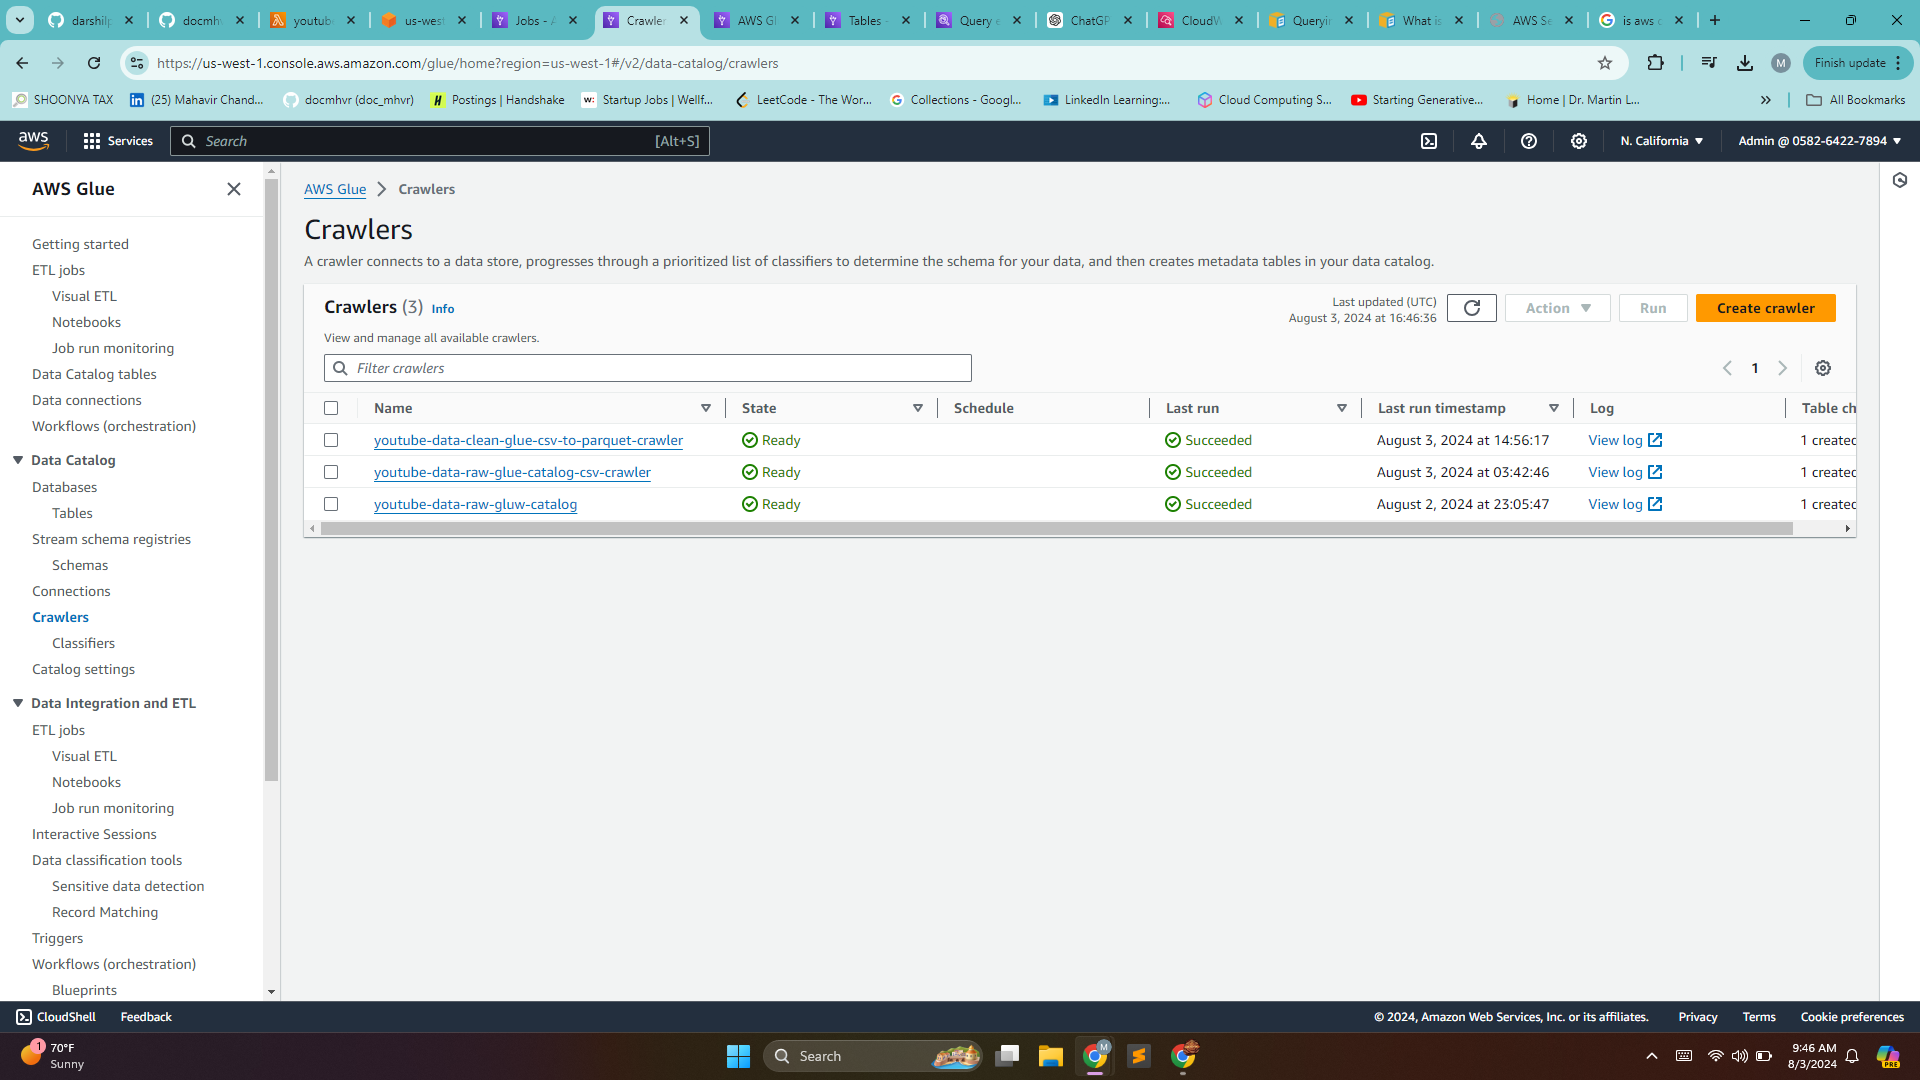 darshilp
docmhv
youtube
us-west
Jobs - A
Crawler
AWS Gl
Tables -
Query e
ChatGP
CloudW
Queryin
What is
AWS Se
is aws c
https://us-west-1.console.aws.amazon.com/glue/home?region=us-west-1#/v2/data-catalog/crawlers
M
Finish update
SHOONYA TAX
(25) Mahavir Chand...
docmhvr (doc_mhvr)
Postings | Handshake
Startup Jobs | Wellf...
LeetCode - The Wor...
Collections - Googl...
LinkedIn Learning:...
Cloud Computing S...
Starting Generative...
Home | Dr. Martin L...
All Bookmarks
aws
Services
Search [Alt+S]
N. California
Admin @ 0582-6422-7894
AWS Glue
Getting started
ETL jobs
Visual ETL
Notebooks
Job run monitoring
Data Catalog tables
Data connections
Workflows (orchestration)
Data Catalog
Databases
Tables
Stream schema registries
Schemas
Connections
Crawlers
Classifiers
Catalog settings
Data Integration and ETL
ETL jobs
Visual ETL
Notebooks
Job run monitoring
Interactive Sessions
Data classification tools
Sensitive data detection
Record Matching
Triggers
Workflows (orchestration)
Blueprints
AWS Glue > Crawlers
Crawlers
A crawler connects to a data store, progresses through a prioritized list of classifiers to determine the schema for your data, and then creates metadata tables in your data catalog.
Crawlers (3) Info
View and manage all available crawlers.
Last updated (UTC)
August 3, 2024 at 16:46:36
Action
Run
Create crawler
Filter crawlers
1
Name State Schedule Last run Last run timestamp Log Table ch
youtube-data-clean-glue-csv-to-parquet-crawler Ready Succeeded August 3, 2024 at 14:56:17 View log 1 created
youtube-data-raw-glue-catalog-csv-crawler Ready Succeeded August 3, 2024 at 03:42:46 View log 1 created
youtube-data-raw-gluw-catalog Ready Succeeded August 2, 2024 at 23:05:47 View log 1 created
CloudShell
Feedback
© 2024, Amazon Web Services, Inc. or its affiliates.
Privacy
Terms
Cookie preferences
1
70°F
Sunny
Search
M
9:46 AM
8/3/2024
PRE